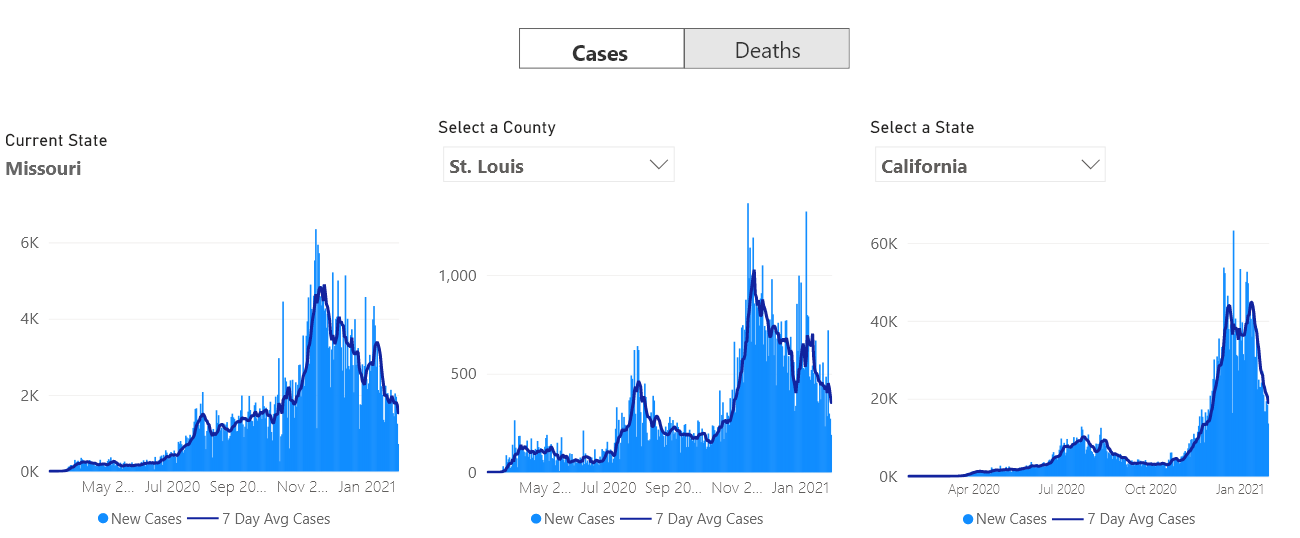 Cases Deaths
Current State
Missouri
6K
4K
2K
0K
May 2... Jul 2020 Sep 20... Nov 2... Jan 2021
New Cases 7 Day Avg Cases
Select a County
St. Louis
1,000
500
0
May 2... Jul 2020 Sep 20... Nov 2... Jan 2021
New Cases 7 Day Avg Cases
Select a State
California
60K
40K
20K
0K
Apr 2020 Jul 2020 Oct 2020 Jan 2021
New Cases 7 Day Avg Cases